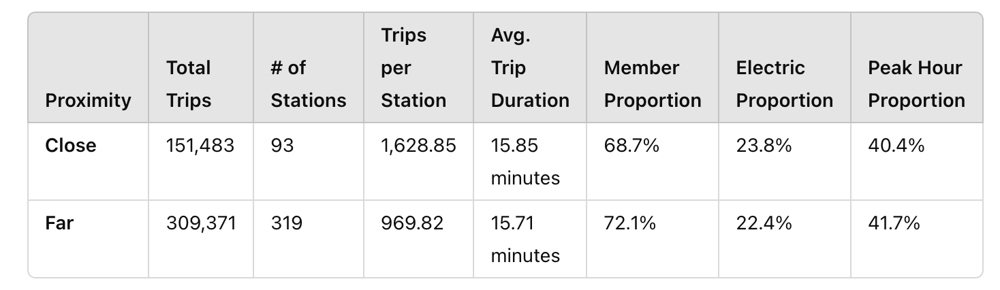 Proximity Total Trips # of Stations Trips per Station Avg. Trip Duration Member Proportion Electric Proportion Peak Hour Proportion
Close 151,483 93 1,628.85 15.85 minutes 68.7% 23.8% 40.4%
Far 309,371 319 969.82 15.71 minutes 72.1% 22.4% 41.7%